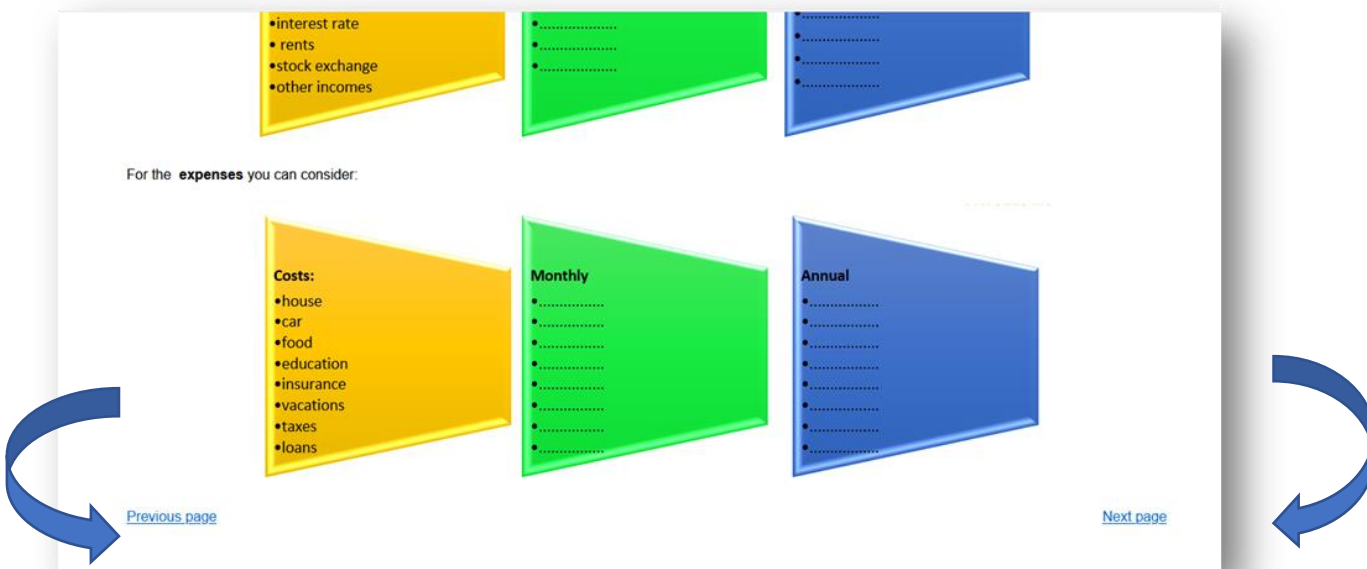 •interest rate
• rents
•stock exchange
•other incomes
•.................
•.................
•.................
•.................
•.................
•.................
•.................
For the expenses you can consider:
Costs:
•house
•car
•food
•education
•insurance
•vacations
•taxes
•loans
Monthly
•...............
•...............
•...............
•...............
•...............
•...............
•...............
•...............
Annual
•................
•................
•................
•................
•................
•................
•................
•................
Previous page
Next page